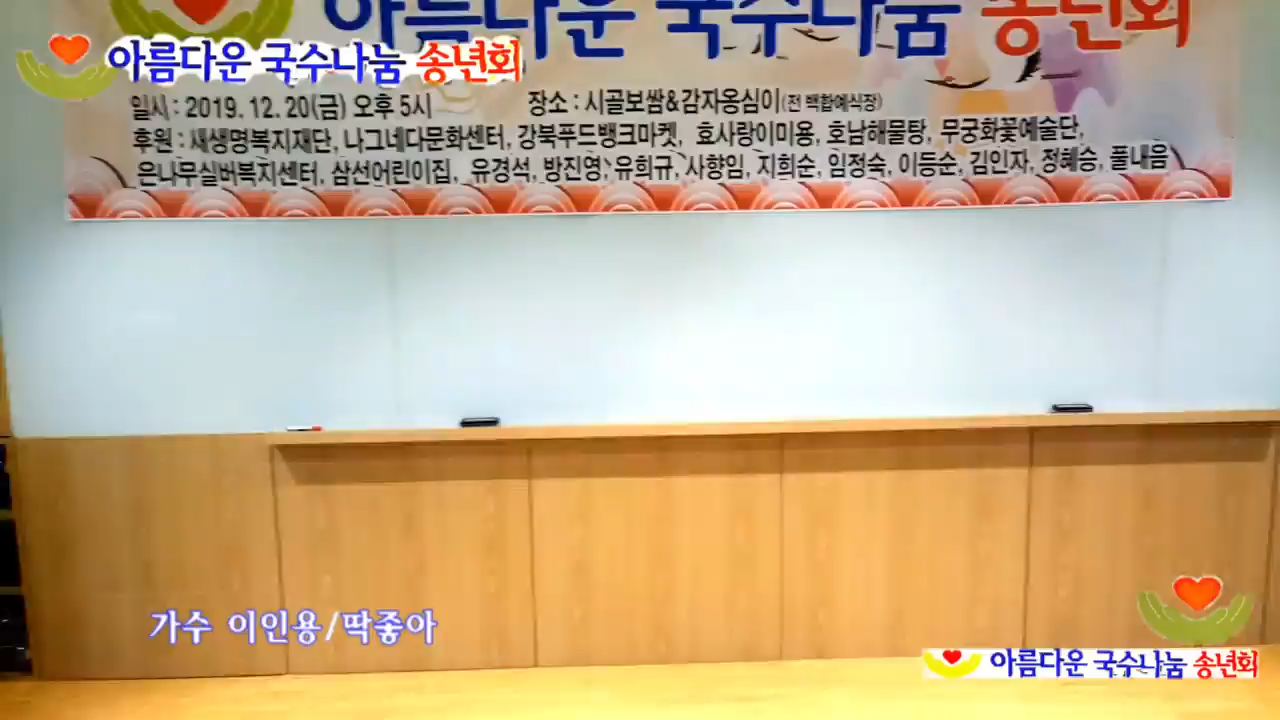 아름다운 국수나눔 송년회
아름다운 국수나눔 송년회
일시 : 2019. 12. 20(금) 오후 5시 장소 : 시골보쌈&감자옹심이(전 백합예식장)
후원 : 새생명복지재단, 나그네다문화센터, 강북푸드뱅크마켓, 호사랑이미용, 호남해물탕, 무궁화꽃예술단,
은나무실버복지센터, 삼선어린이집, 유경석, 방진영, 유희규, 사향임, 지희순, 임정숙, 이등순, 김인자, 정혜승, 풀내음
가수 이인용/딱좋아
아름다운 국수나눔 송년회